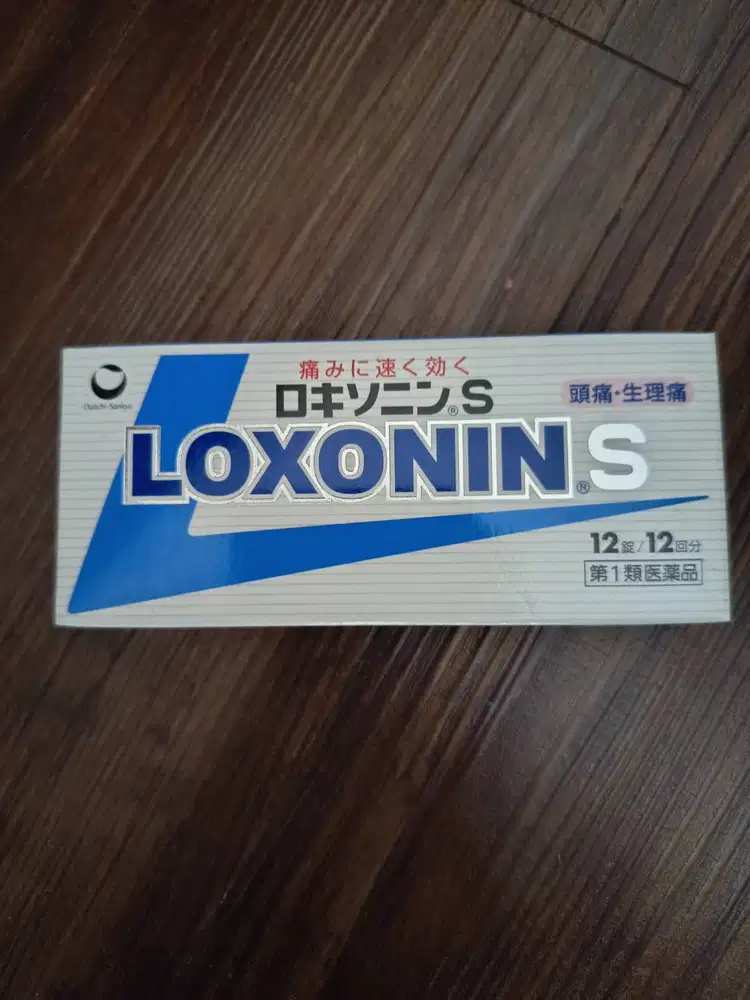 痛みに速く効く
Daiichi-Sankyo
ロキソニン®S
頭痛・生理痛
LOXONIN®S
12錠/12回分
第1類医薬品